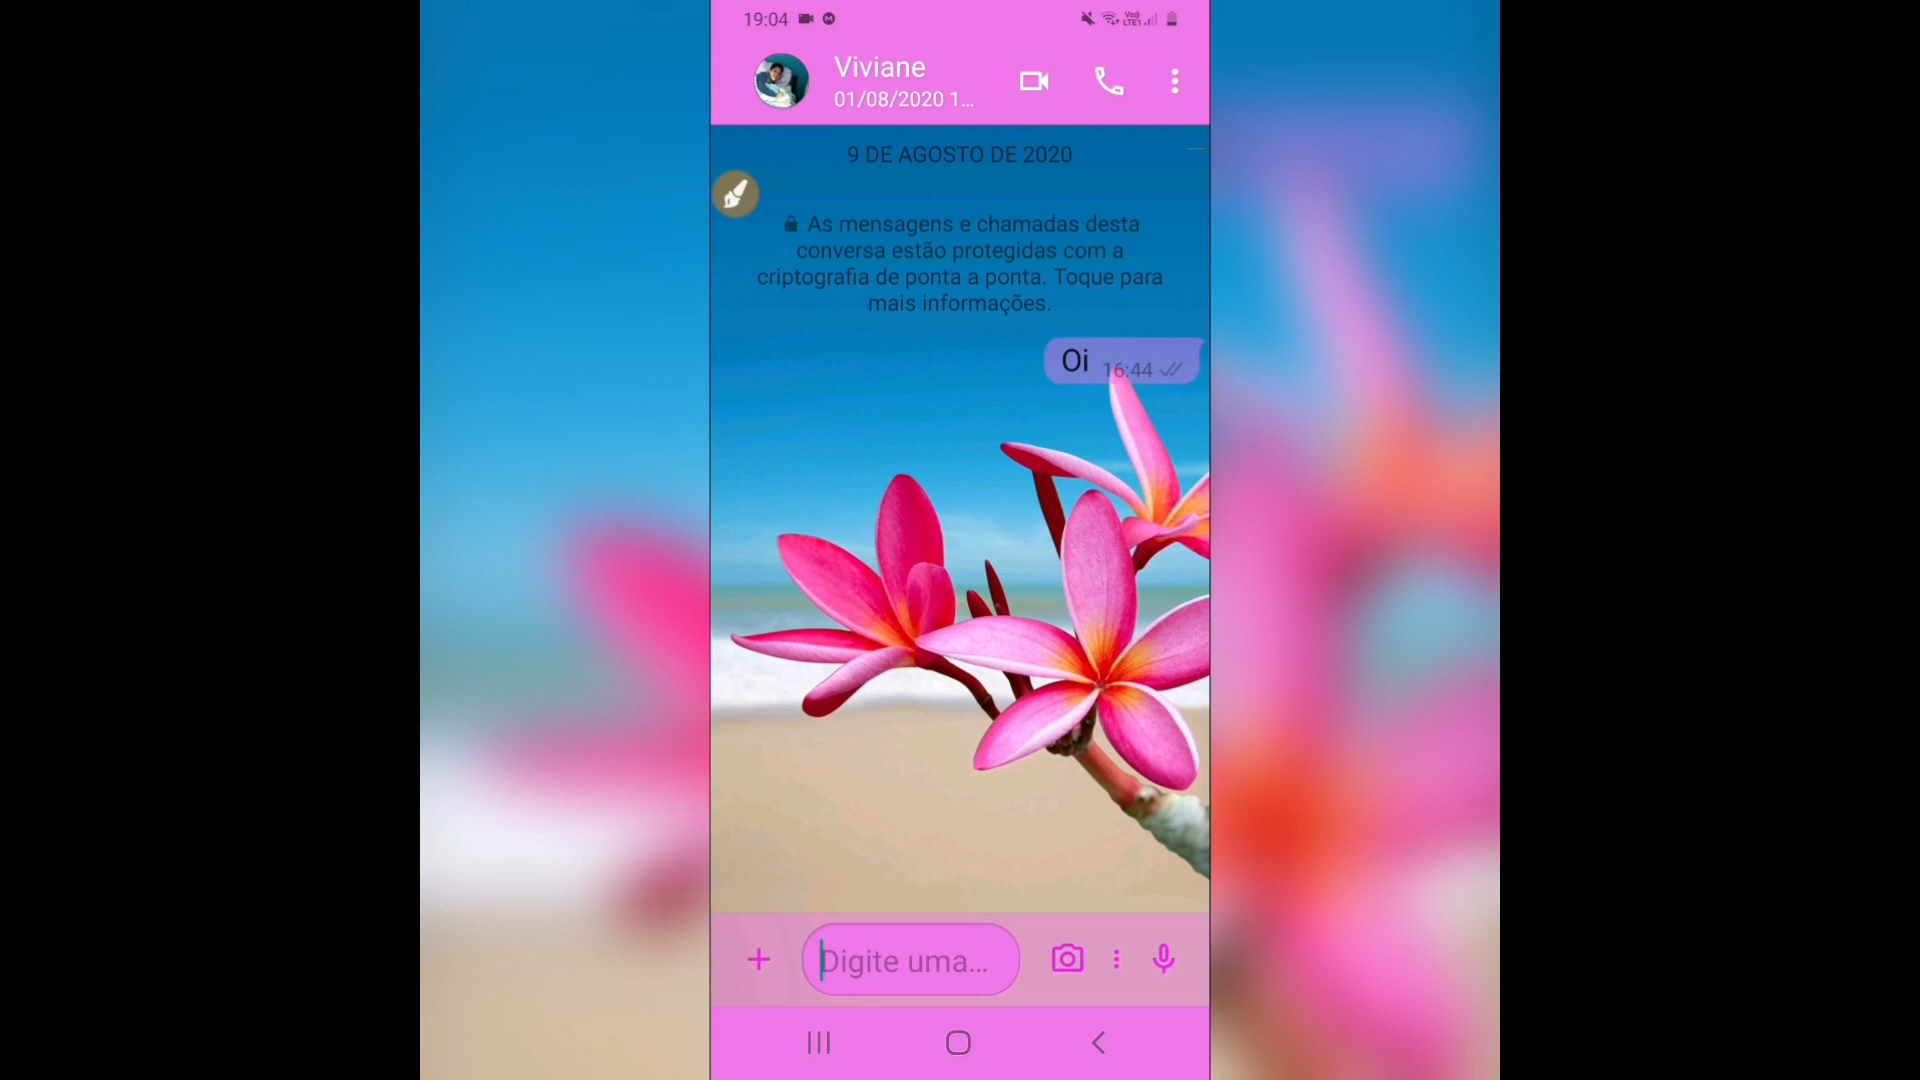 19:04
Viviane
01/08/2020 1...
9 DE AGOSTO DE 2020
As mensagens e chamadas desta
conversa estão protegidas com a
criptografia de ponta a ponta. Toque para
mais informações.
Oi 16:44
Digite uma...